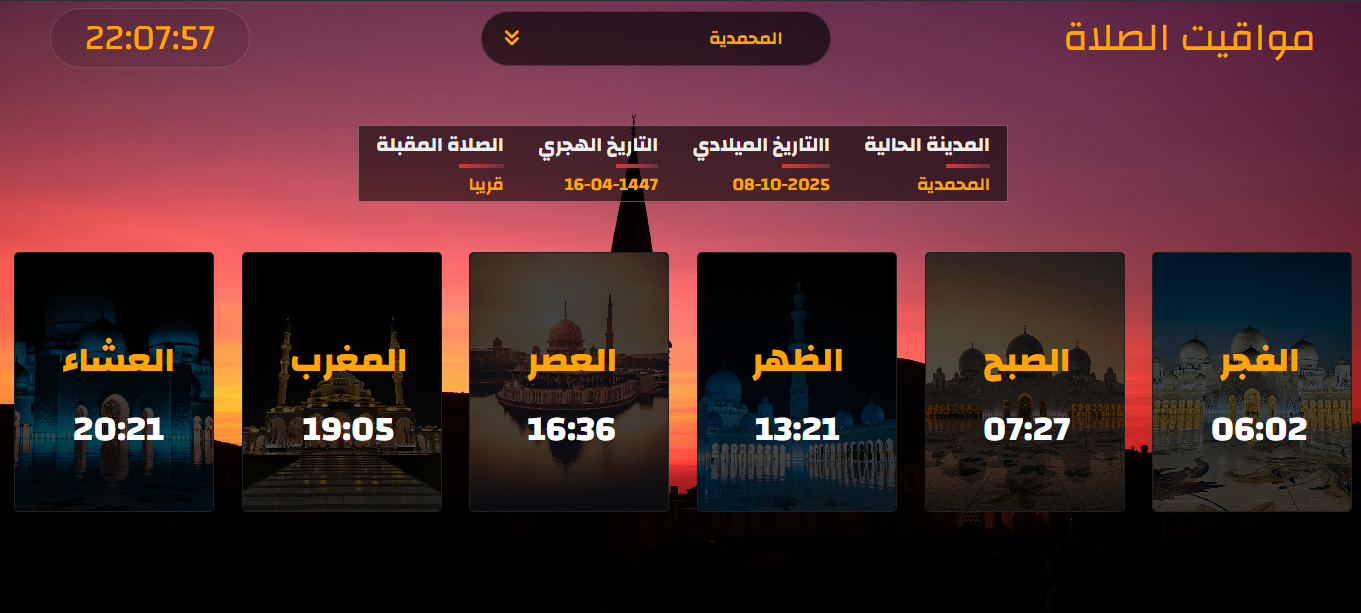 مواقيت الصلاة
المحمدية
22:07:57
المدينة الحالية
المحمدية
االتاريخ الميلادي
08-10-2025
التاريخ الهجري
16-04-1447
الصلاة المقبلة
قريبا
الفجر
06:02
الصبح
07:27
الظهر
13:21
العصر
16:36
المغرب
19:05
العشاء
20:21